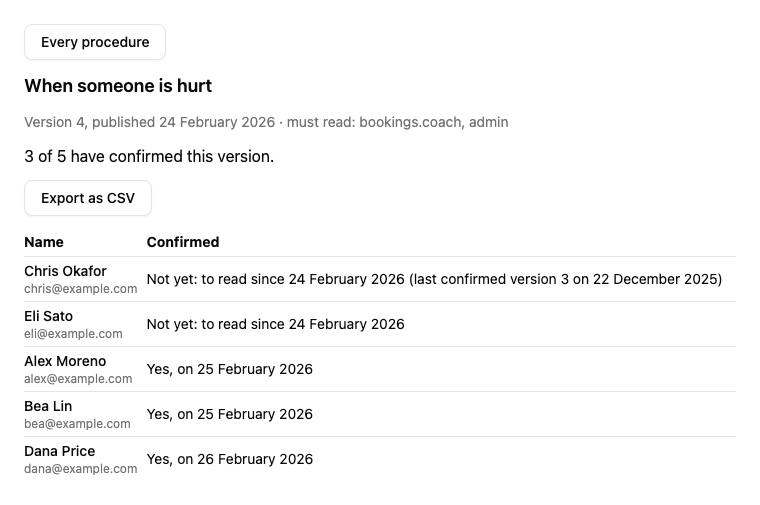 Every procedure
When someone is hurt
Version 4, published 24 February 2026 · must read: bookings.coach, admin
3 of 5 have confirmed this version.
Export as CSV
Name Confirmed
Chris Okafor
chris@example.com
Not yet: to read since 24 February 2026 (last confirmed version 3 on 22 December 2025)
Eli Sato
eli@example.com
Not yet: to read since 24 February 2026
Alex Moreno
alex@example.com
Yes, on 25 February 2026
Bea Lin
bea@example.com
Yes, on 25 February 2026
Dana Price
dana@example.com
Yes, on 26 February 2026